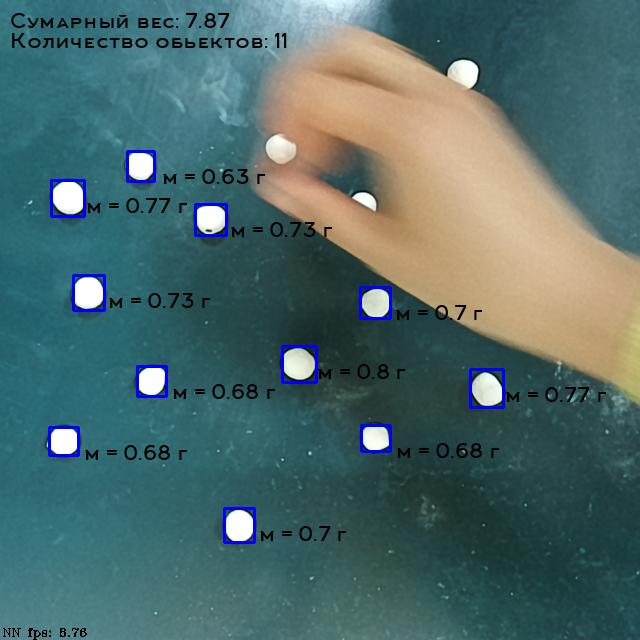 Сумарный вес: 7.87
Количество обьектов: 11
м = 0.63 г
м = 0.77 г
м = 0.73 г
м = 0.73 г
м = 0.7 г
м = 0.8 г
м = 0.68 г
м = 0.77 г
м = 0.68 г
м = 0.68 г
м = 0.7 г
NN fps: 8.76